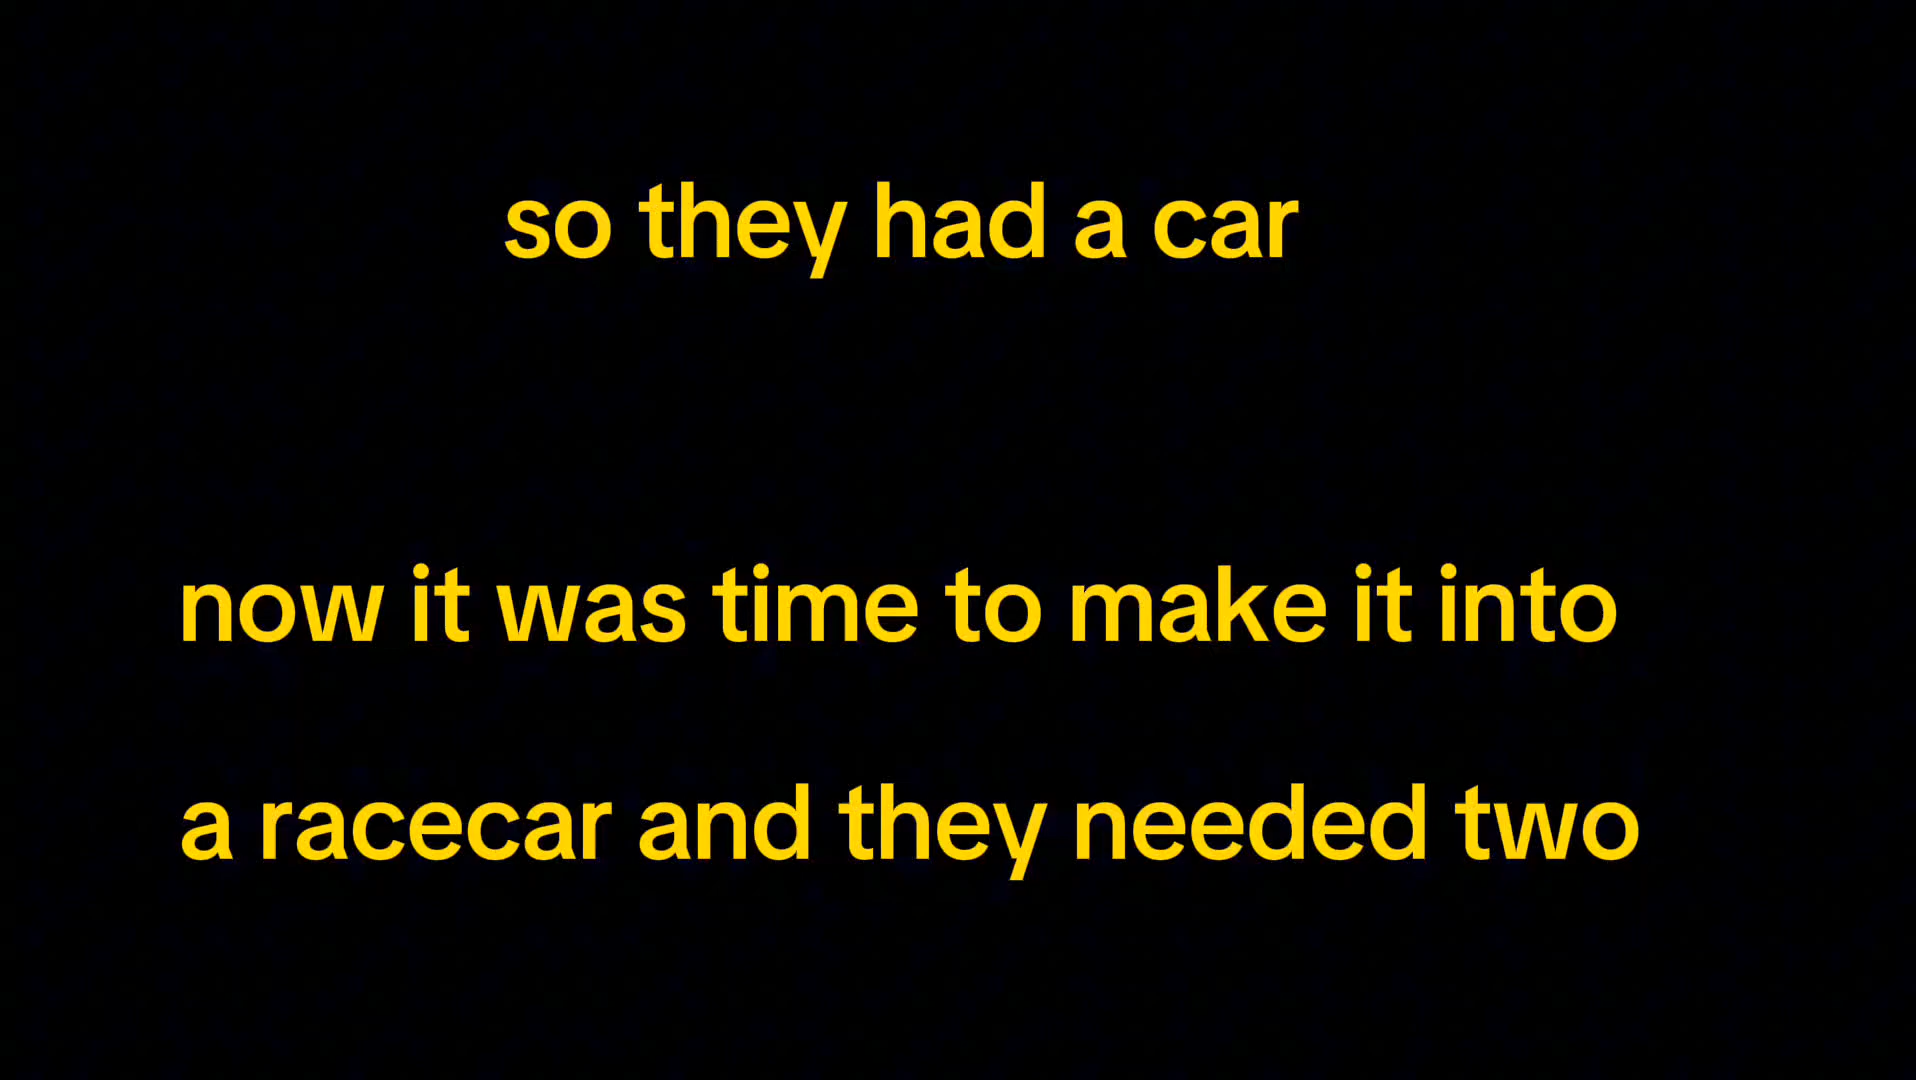 so they had a car
now it was time to make it into
a racecar and they needed two